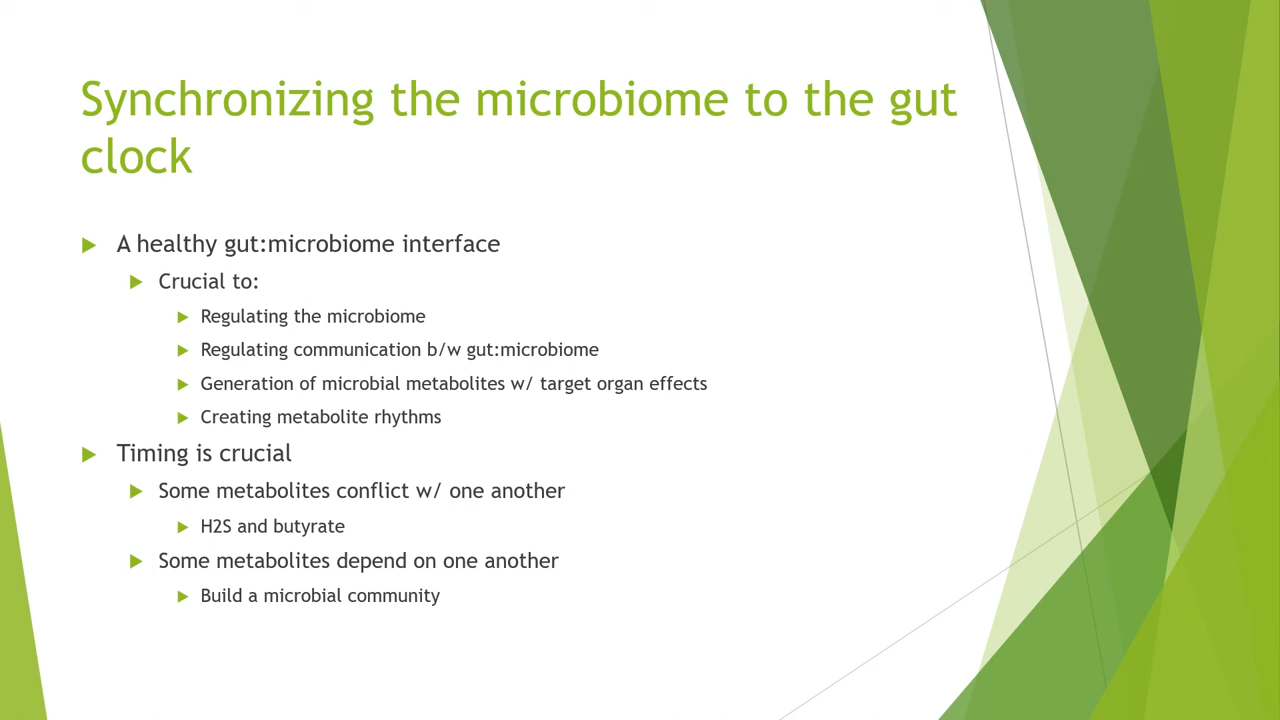 Synchronizing the microbiome to the gut
clock
A healthy gut:microbiome interface
Crucial to:
Regulating the microbiome
Regulating communication b/w gut:microbiome
Generation of microbial metabolites w/ target organ effects
Creating metabolite rhythms
Timing is crucial
Some metabolites conflict w/ one another
H2S and butyrate
Some metabolites depend on one another
Build a microbial community